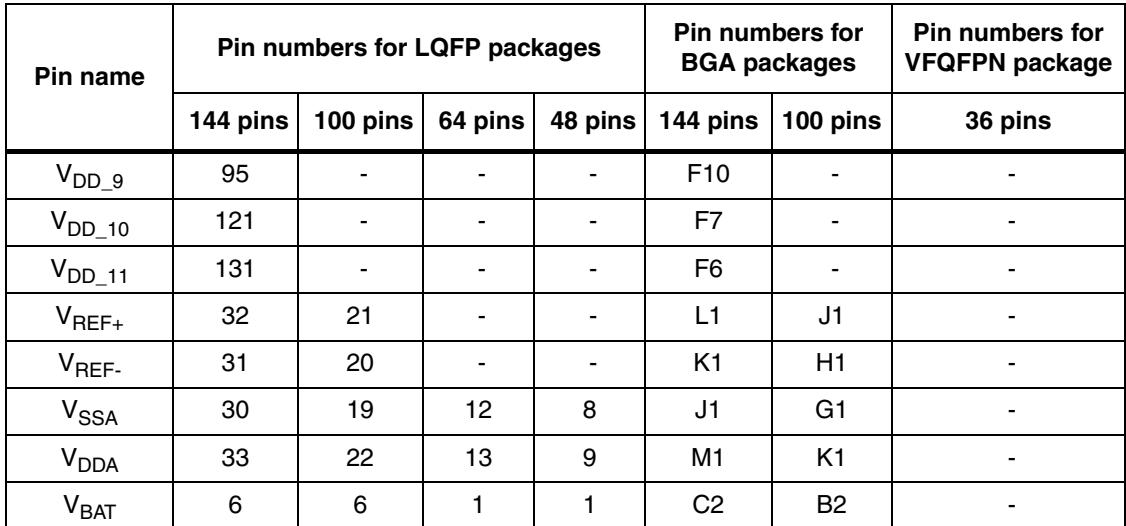 Pin name | Pin numbers for LQFP packages | Pin numbers for BGA packages | Pin numbers for VFQFPN package
144 pins | 100 pins | 64 pins | 48 pins | 144 pins | 100 pins | 36 pins
VDD_9 | 95 | - | - | - | F10 | - | -
VDD_10 | 121 | - | - | - | F7 | - | -
VDD_11 | 131 | - | - | - | F6 | - | -
VREF+ | 32 | 21 | - | - | L1 | J1 | -
VREF- | 31 | 20 | - | - | K1 | H1 | -
VSSA | 30 | 19 | 12 | 8 | J1 | G1 | -
VDDA | 33 | 22 | 13 | 9 | M1 | K1 | -
VBAT | 6 | 6 | 1 | 1 | C2 | B2 | -